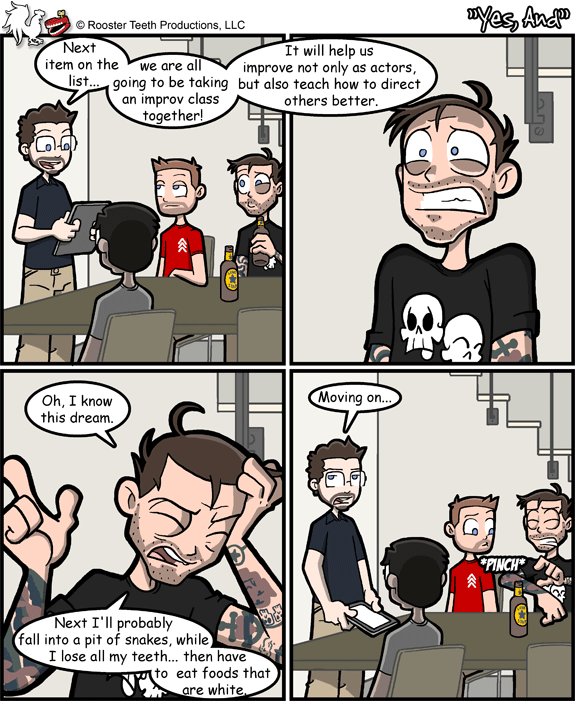 © Rooster Teeth Productions, LLC
"Yes, And"
Next
item on the
list...
we are all
going to be taking
an improv class
together!
It will help us
improve not only as actors,
but also teach how to direct
others better.
Oh, I know
this dream.
Next I'll probably
fall into a pit of snakes, while
I lose all my teeth... then have
to eat foods that
are white.
Moving on...
*PINCH*